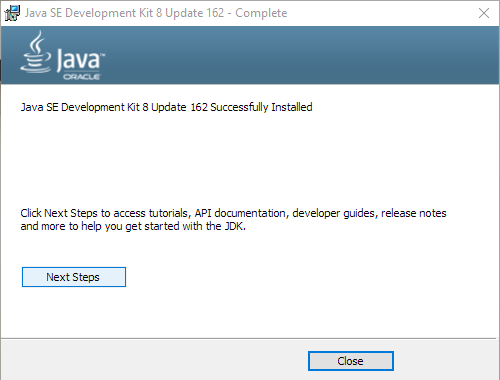 Java SE Development Kit 8 Update 162 - Complete
Java™
ORACLE
Java SE Development Kit 8 Update 162 Successfully Installed
Click Next Steps to access tutorials, API documentation, developer guides, release notes
and more to help you get started with the JDK.
Next Steps
Close